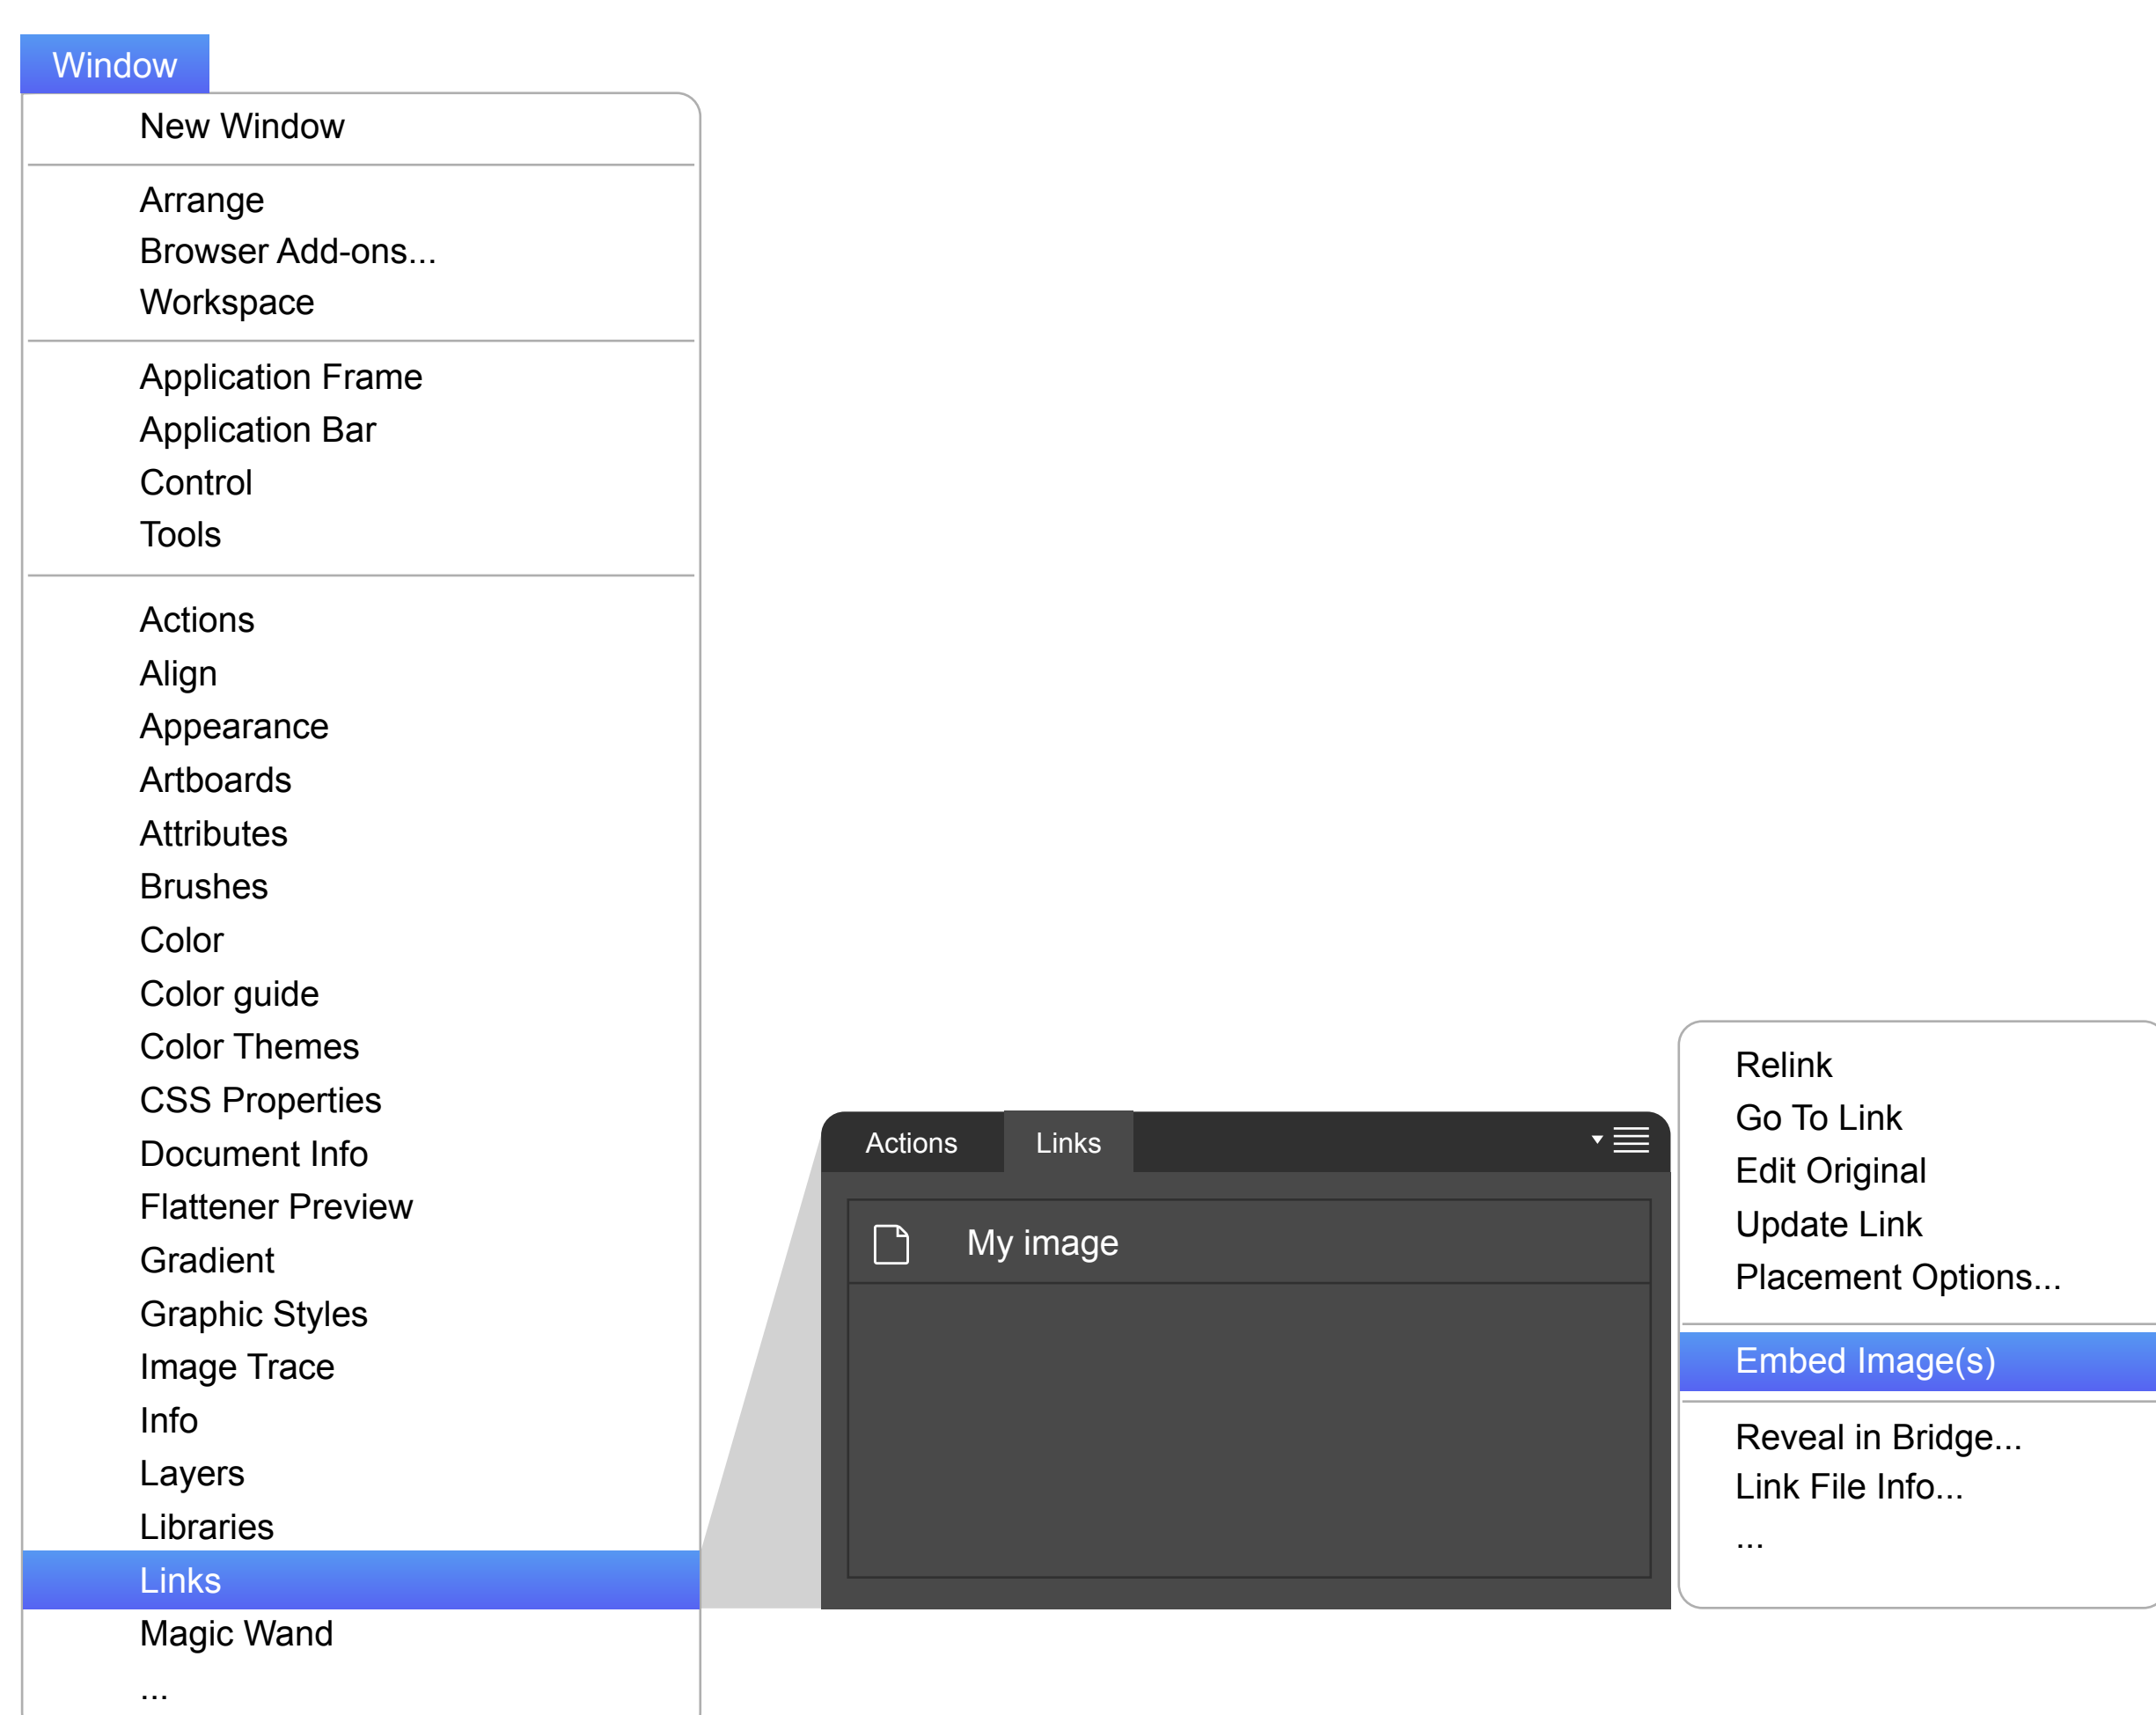 Window
New Window
Arrange
Browser Add-ons...
Workspace
Application Frame
Application Bar
Control
Tools
Actions
Align
Appearance
Artboards
Attributes
Brushes
Color
Color guide
Color Themes
CSS Properties
Document Info
Flattener Preview
Gradient
Graphic Styles
Image Trace
Info
Layers
Libraries
Links
Magic Wand
...
Actions
Links
My image
Relink
Go To Link
Edit Original
Update Link
Placement Options...
Embed Image(s)
Reveal in Bridge...
Link File Info...
...